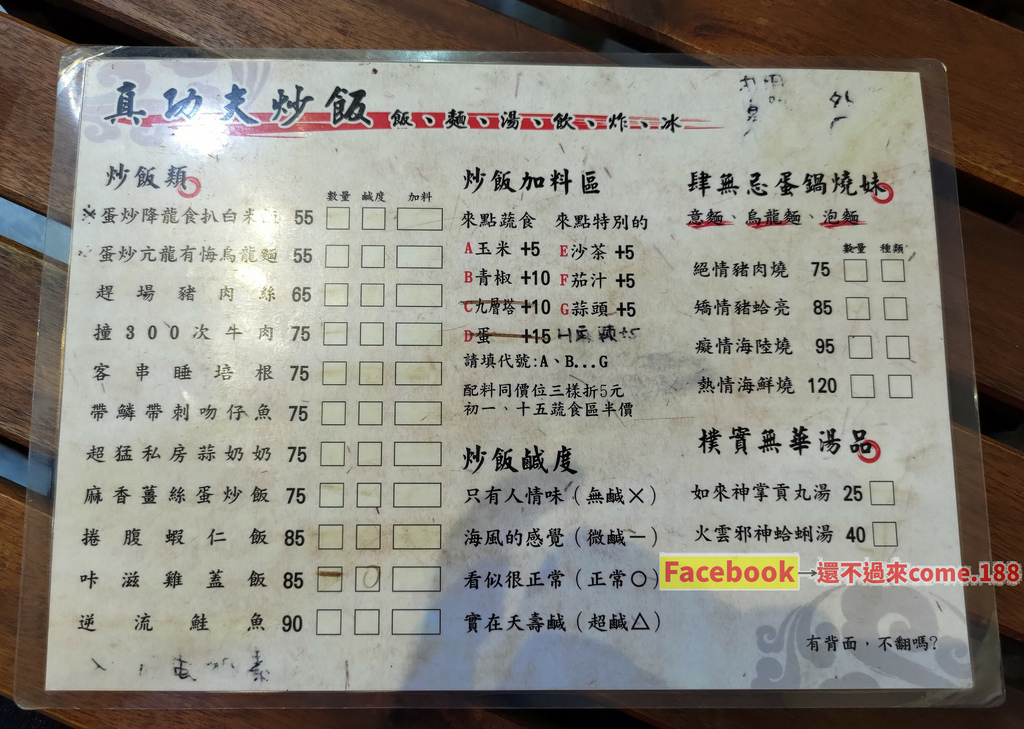 真功夫炒飯 飯、麵、湯、飲、炸、冰
炒飯類
數量 鹹度 加料
蛋炒降龍食扒白米 55
蛋炒亢龍有悔烏龍麵 55
趕場豬肉絲 65
撞300次牛肉 75
客串睡培根 75
帶鱗帶刺吻仔魚 75
超猛私房蒜奶奶 75
麻香薑絲蛋炒飯 75
捲腹蝦仁飯 85
咔滋雞蓋飯 85
逆流鮭魚 90
炒飯加料區
來點蔬食 來點特別的
A玉米 +5 E沙茶 +5
B青椒 +10 F茄汁 +5
C九層塔 +10 G蒜頭 +5
D蛋 +15
請填代號:A、B...G
配料同價位三樣折5元
初一、十五蔬食區半價
炒飯鹹度
只有人情味（無鹹✕）
海風的感覺（微鹹－）
看似很正常（正常○）
實在天壽鹹（超鹹△）
肆無忌蛋鍋燒妹
意麵、烏龍麵、泡麵
數量 種類
絕情豬肉燒 75
矯情豬蛤亮 85
癡情海陸燒 95
熱情海鮮燒 120
樸實無華湯品
如來神掌貢丸湯 25
火雲邪神蛤蜊湯 40
Facebook→還不過來come.188
有背面，不翻嗎?